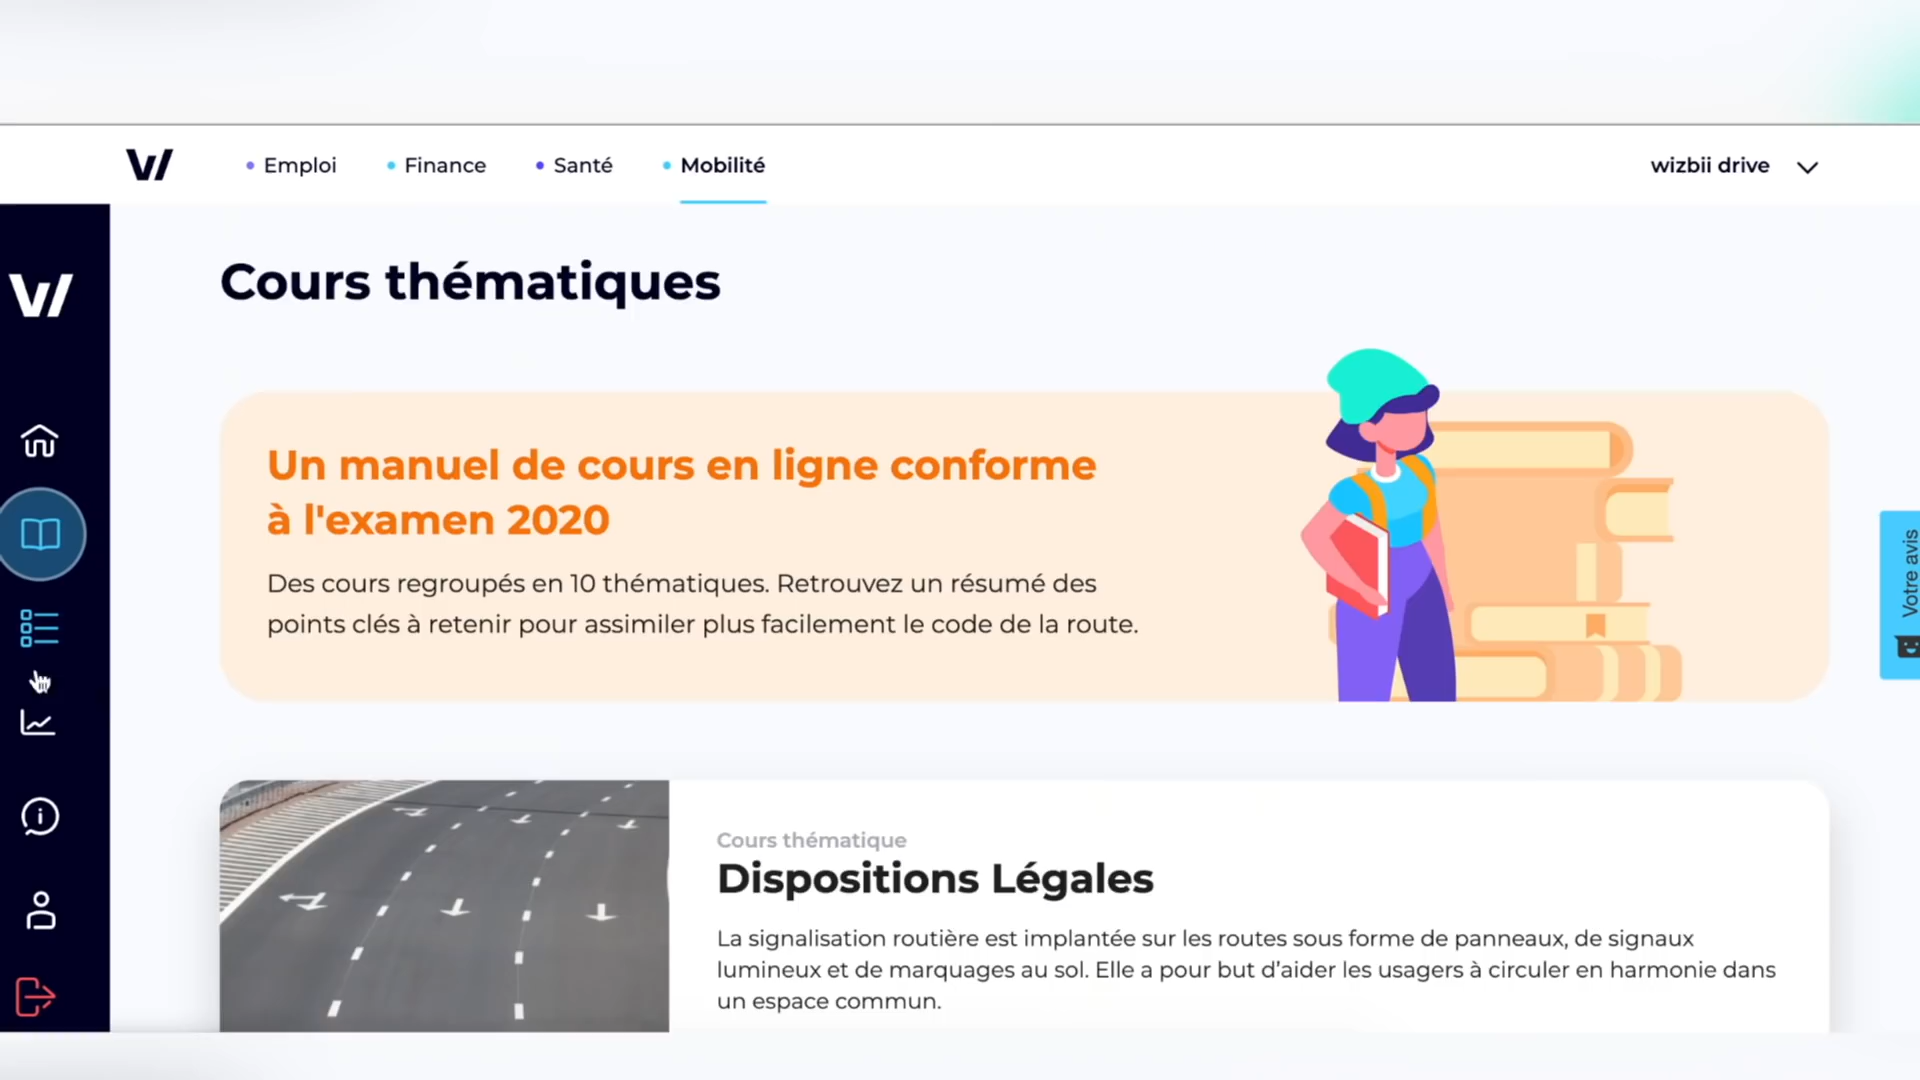 Emploi
Finance
Santé
Mobilité
wizbii drive
Cours thématiques
Un manuel de cours en ligne conforme
à l'examen 2020
Des cours regroupés en 10 thématiques. Retrouvez un résumé des
points clés à retenir pour assimiler plus facilement le code de la route.
Votre avis
Cours thématique
Dispositions Légales
La signalisation routière est implantée sur les routes sous forme de panneaux, de signaux
lumineux et de marquages au sol. Elle a pour but d’aider les usagers à circuler en harmonie dans
un espace commun.